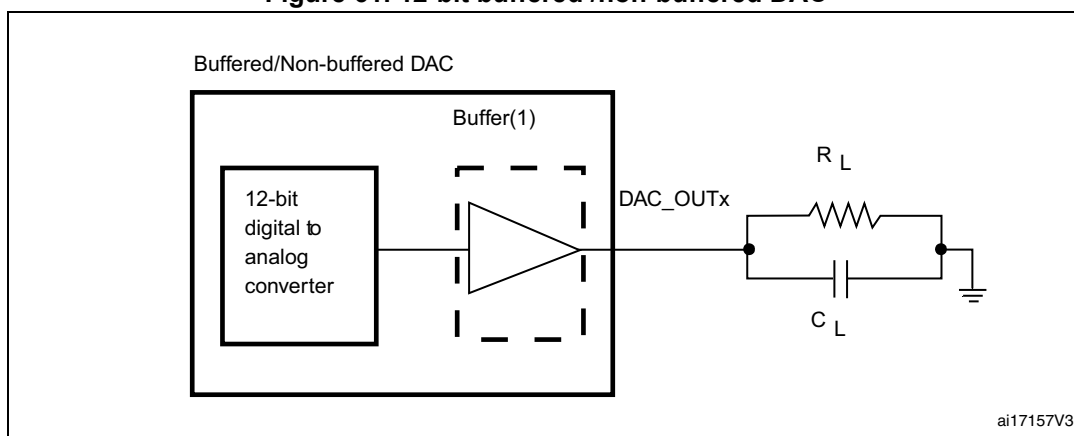 Buffered/Non-buffered DAC
Buffer(1)
12-bit
digital to
analog
converter
DAC_OUTx
R L
C L
ai17157V3